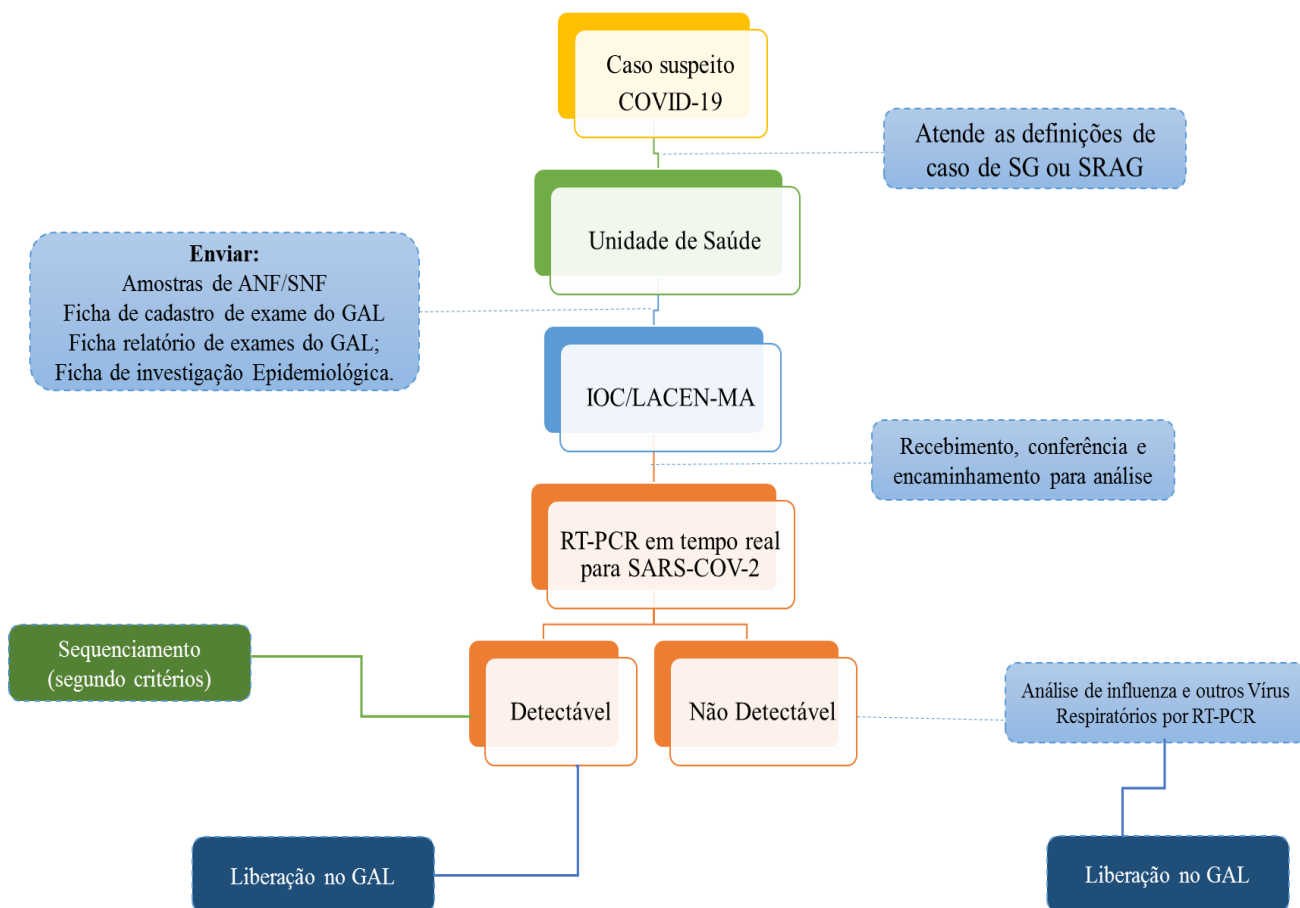 Caso suspeito
COVID-19
Atende as definições de
caso de SG ou SRAG
Unidade de Saúde
Enviar:
Amostras de ANF/SNF
Ficha de cadastro de exame do GAL
Ficha relatório de exames do GAL;
Ficha de investigação Epidemiológica.
IOC/LACEN-MA
Recebimento, conferência e
encaminhamento para análise
RT-PCR em tempo real
para SARS-COV-2
Sequenciamento
(segundo critérios)
Detectável
Não Detectável
Análise de influenza e outros Vírus
Respiratórios por RT-PCR
Liberação no GAL
Liberação no GAL